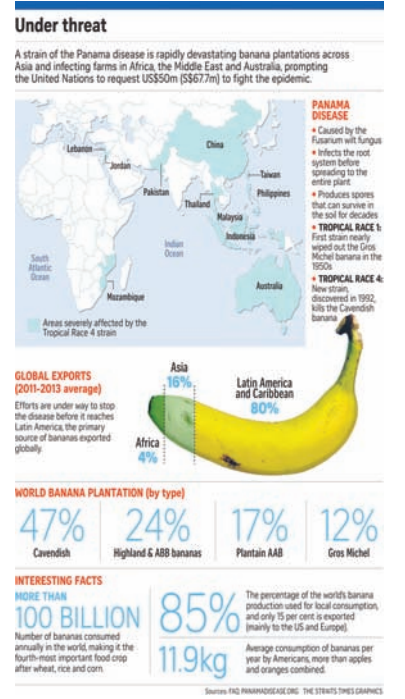 Under threat
A strain of the Panama disease is rapidly devastating banana plantations across
Asia and infecting farms in Africa, the Middle East and Australia, prompting
the United Nations to request US$50m (S$67.7m) to fight the epidemic.
Lebanon
Jordan
Pakistan
China
Taiwan
Philippines
Thailand
Malaysia
Indonesia
Indian
Ocean
South
Atlantic
Ocean
Mozambique
Australia
Areas severely affected by the
Tropical Race 4 strain
PANAMA
DISEASE
• Caused by the
Fusarium wilt fungus
• Infects the root
system before
spreading to the
entire plant
• Produces spores
that can survive in
the soil for decades
• TROPICAL RACE 1:
First strain nearly
wiped out the Gros
Michel banana in the
1950s
• TROPICAL RACE 4:
New strain,
discovered in 1992,
kills the Cavendish
banana
GLOBAL EXPORTS
(2011-2013 average)
Efforts are under way to stop
the disease before it reaches
Latin America, the primary
source of bananas exported
globally.
Asia
16%
Latin America
and Caribbean
80%
Africa
4%
WORLD BANANA PLANTATION (by type)
47%
Cavendish
24%
Highland & ABB bananas
17%
Plantain AAB
12%
Gros Michel
INTERESTING FACTS
MORE THAN
100 BILLION
Number of bananas consumed
annually in the world, making it the
fourth-most important food crop
after wheat, rice and corn.
85%
The percentage of the world's banana
production used for local consumption,
and only 15 per cent is exported
(mainly to the US and Europe).
11.9kg
Average consumption of bananas per
year by Americans, more than apples
and oranges combined.
Sources: FAO, PANAMADISEASE.ORG THE STRAITS TIMES GRAPHICS